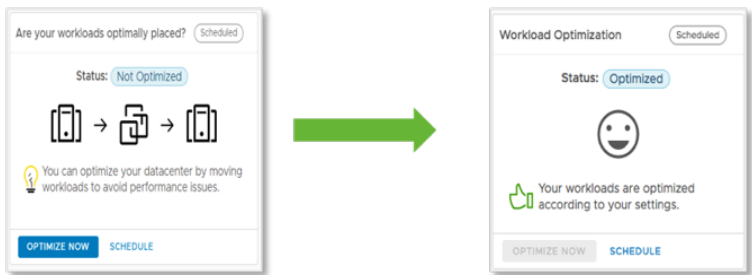 Are your workloads optimally placed?
Scheduled
Status: Not Optimized
You can optimize your datacenter by moving
workloads to avoid performance issues.
OPTIMIZE NOW
SCHEDULE
Workload Optimization
Scheduled
Status: Optimized
Your workloads are optimized
according to your settings.
OPTIMIZE NOW
SCHEDULE